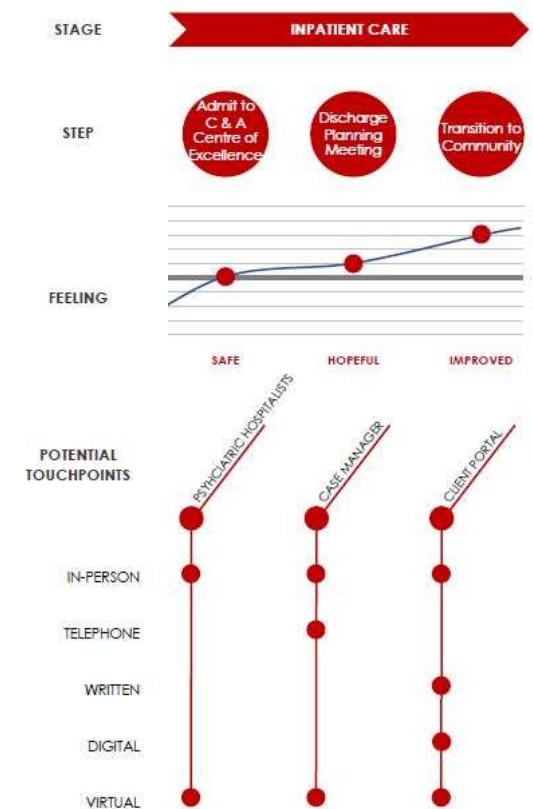 STAGE
INPATIENT CARE
STEP
Admit to
C & A
Centre of
Excellence
Discharge
Planning
Meeting
Transition to
Community
FEELING
SAFE
HOPEFUL
IMPROVED
POTENTIAL
TOUCHPOINTS
PSYHCIATRIC HOSPITALISTS
CASE MANAGER
CLIENT PORTAL
IN-PERSON
TELEPHONE
WRITTEN
DIGITAL
VIRTUAL